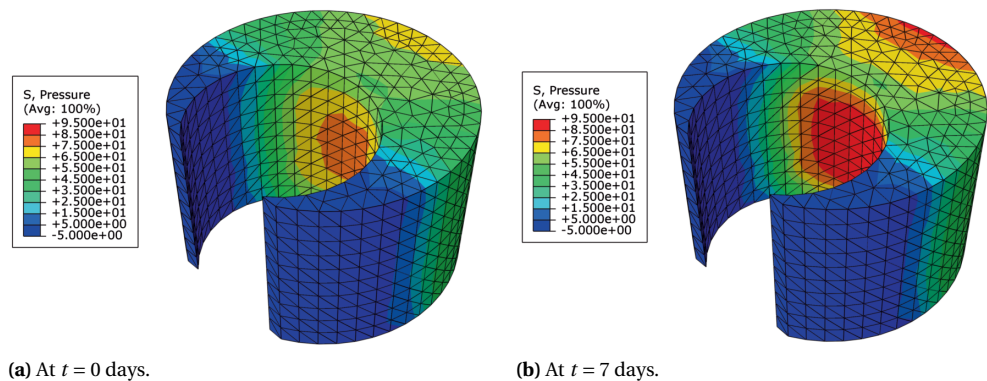 S, Pressure
(Avg: 100%)
+9.500e+01
+8.500e+01
+7.500e+01
+6.500e+01
+5.500e+01
+4.500e+01
+3.500e+01
+2.500e+01
+1.500e+01
+5.000e+00
-5.000e+00
(a) At t = 0 days.
S, Pressure
(Avg: 100%)
+9.500e+01
+8.500e+01
+7.500e+01
+6.500e+01
+5.500e+01
+4.500e+01
+3.500e+01
+2.500e+01
+1.500e+01
+5.000e+00
-5.000e+00
(b) At t = 7 days.